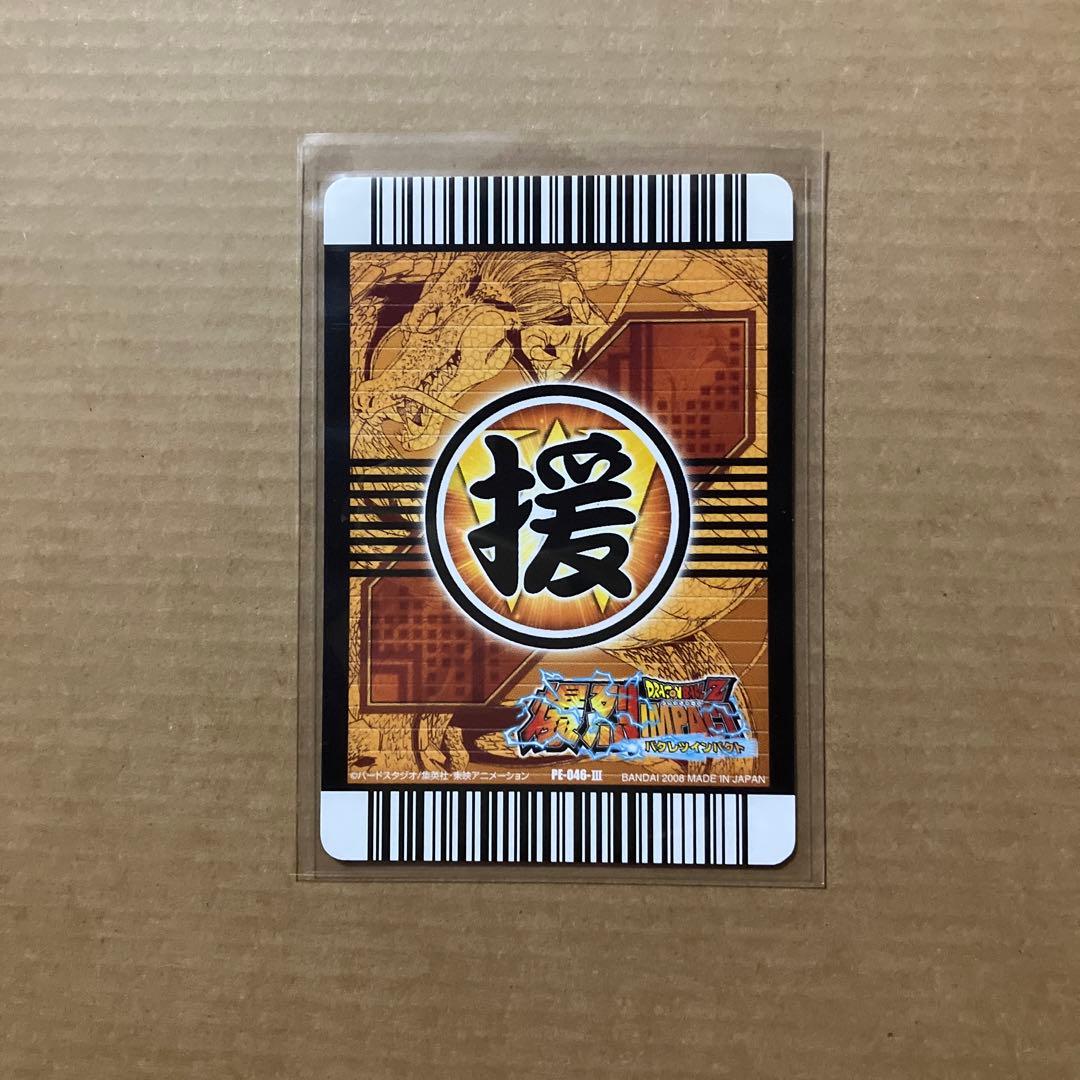 援
爆烈
DRAGON BALL Z
IMPACT
バクレツインパクト
©バードスタジオ/集英社・東映アニメーション PE-046-III BANDAI 2008 MADE IN JAPAN